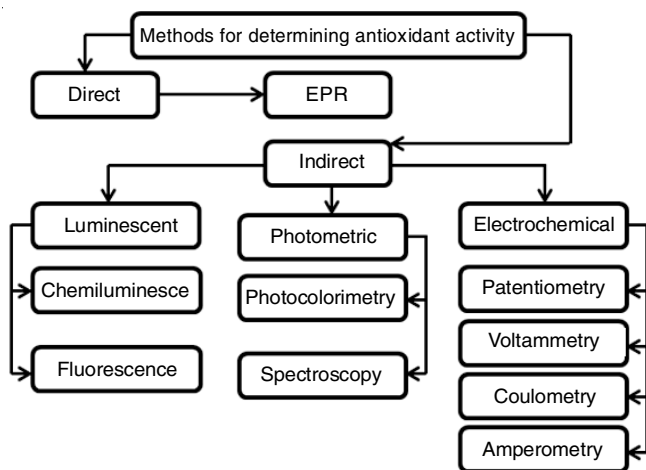 Methods for determining antioxidant activity
Direct
EPR
Indirect
Luminescent
Photometric
Electrochemical
Chemiluminesce
Photocolorimetry
Patentiometry
Voltammetry
Fluorescence
Spectroscopy
Coulometry
Amperometry